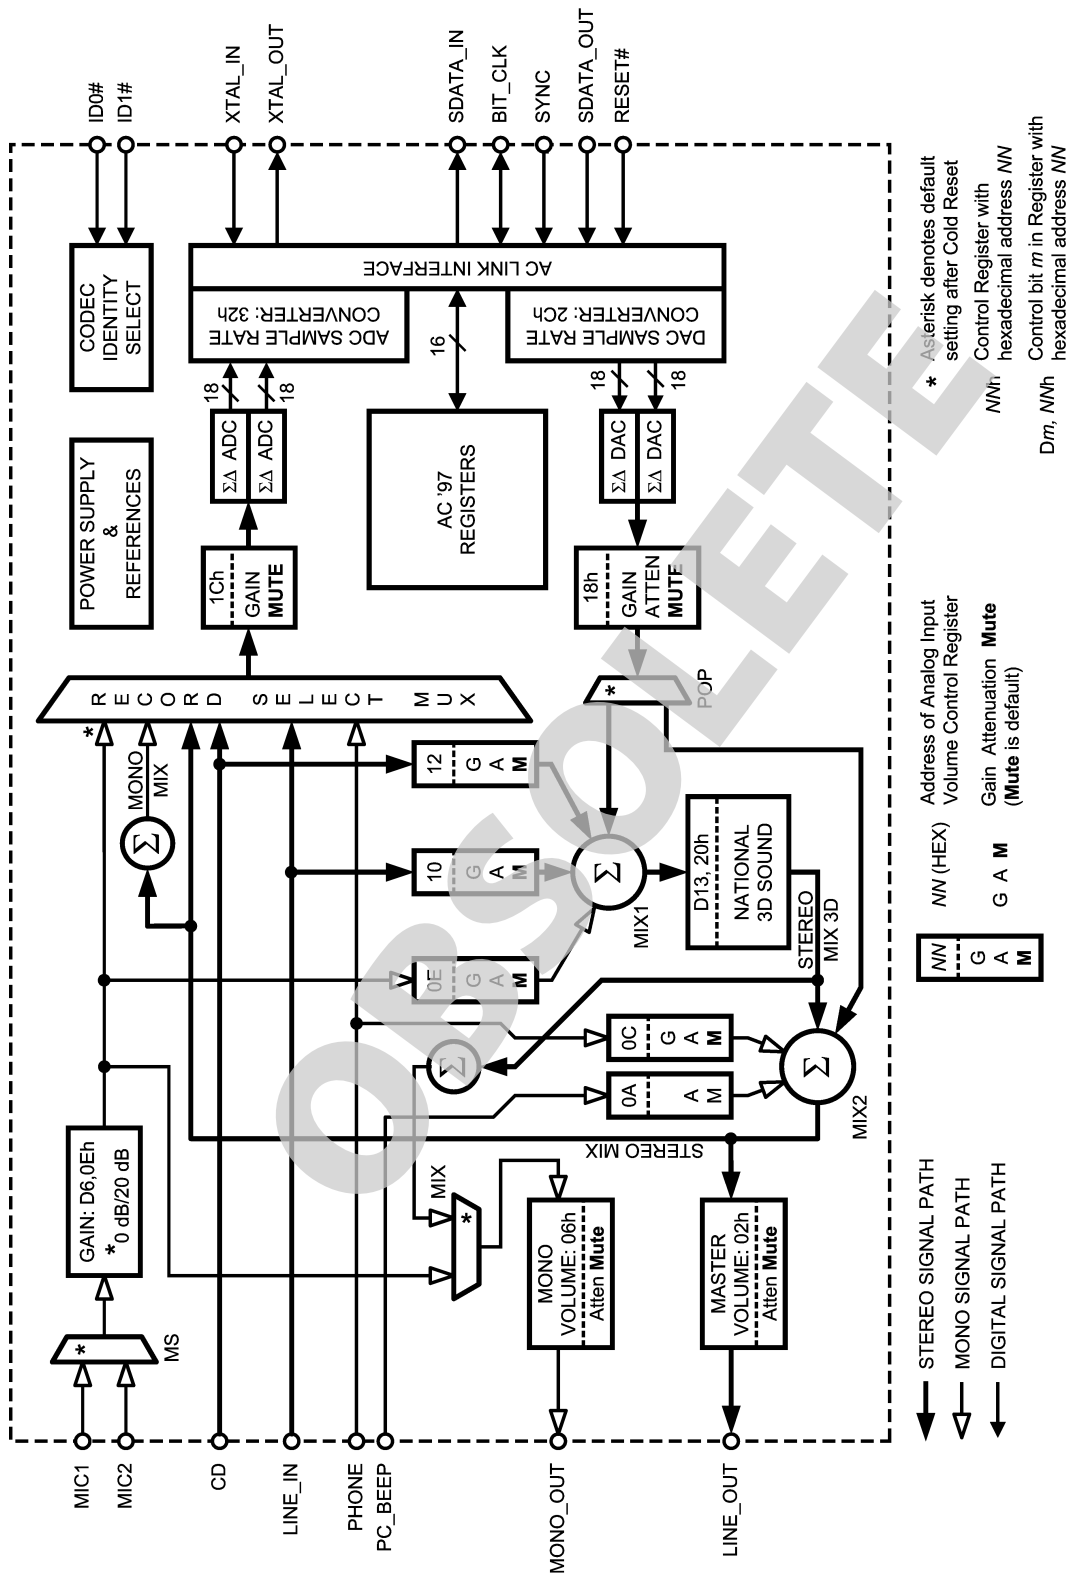 MIC1
MIC2
CD
LINE_IN
PHONE
PC_BEEP
MONO_OUT
LINE_OUT
*
MS
GAIN: D6,0Eh
* 0 dB/20 dB
MIX
*
MONO
VOLUME: 06h
Atten Mute
MASTER
VOLUME: 02h
Atten Mute
STEREO MIX
Σ
MONO
MIX
Σ
0E
G
A
M
10
G
A
M
12
G
A
M
0C
G
A
M
0A
A
M
Σ
MIX1
Σ
MIX2
D13, 20h
NATIONAL
3D SOUND
STEREO
MIX 3D
*
RECORD SELECT MUX
*
POP
POWER SUPPLY
&
REFERENCES
1Ch
GAIN
MUTE
18h
GAIN
ATTEN
MUTE
ΣΔ ADC
ΣΔ ADC
18
18
AC '97
REGISTERS
16
ΣΔ DAC
ΣΔ DAC
18
18
CODEC
IDENTITY
SELECT
ADC SAMPLE RATE
CONVERTER: 32h
DAC SAMPLE RATE
CONVERTER: 2Ch
AC LINK INTERFACE
ID0#
ID1#
XTAL_IN
XTAL_OUT
SDATA_IN
BIT_CLK
SYNC
SDATA_OUT
RESET#
STEREO SIGNAL PATH
MONO SIGNAL PATH
DIGITAL SIGNAL PATH
NN
G
A
M
NN (HEX)
Address of Analog Input
Volume Control Register
G A M
Gain Attenuation Mute
(Mute is default)
*
Asterisk denotes default
setting after Cold Reset
NNh
Control Register with
hexadecimal address NN
Dm, NNh
Control bit m in Register with
hexadecimal address NN
OBSOLETE